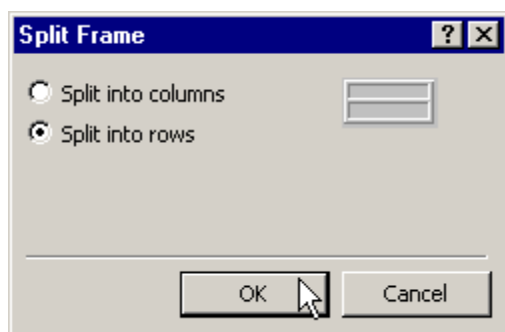 Split Frame ?
Split into columns
Split into rows
OK Cancel